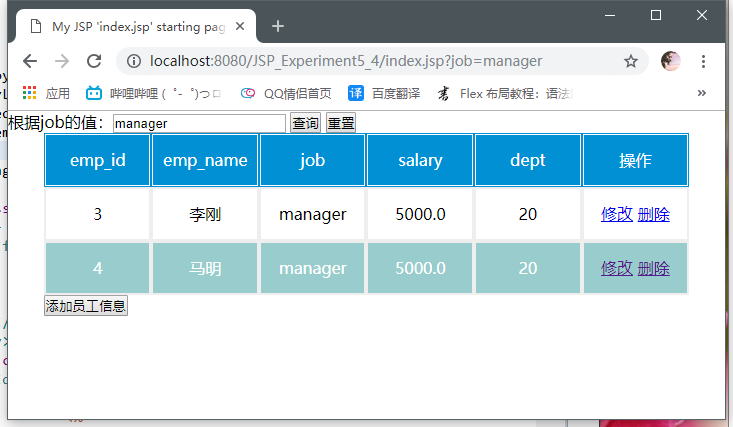 My JSP 'index.jsp' starting pag
localhost:8080/JSP_Experiment5_4/index.jsp?job=manager
应用 哔哩哔哩 ( ゜- ゜)つロ QQ情侣首页 译 百度翻译 Flex 布局教程：语法
根据job的值： manager 查询 重置
emp_id emp_name job salary dept 操作
3 李刚 manager 5000.0 20 修改 删除
4 马明 manager 5000.0 20 修改 删除
添加员工信息